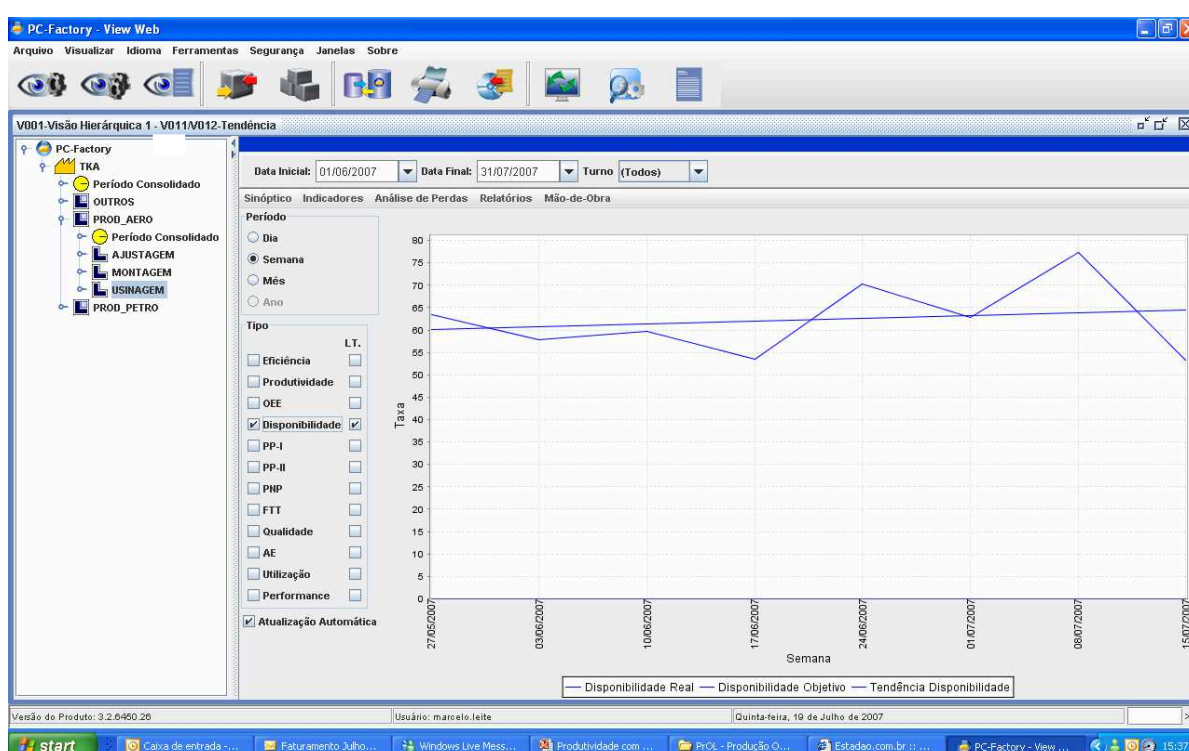 PC-Factory - View Web
Arquivo Visualizar Idioma Ferramentas Segurança Janelas Sobre
V001-Visão Hierárquica 1 - V011/V012-Tendência
PC-Factory
TKA
Período Consolidado
OUTROS
PROD_AERO
Período Consolidado
AJUSTAGEM
MONTAGEM
USINAGEM
PROD_PETRO
Data Inicial: 01/06/2007 Data Final: 31/07/2007 Turno (Todos)
Sinóptico Indicadores Análise de Perdas Relatórios Mão-de-Obra
Período
Dia
Semana
Mês
Ano
Tipo
LT.
Eficiência
Produtividade
OEE
Disponibilidade
PP-I
PP-II
PNP
FTT
Qualidade
AE
Utilização
Performance
Atualização Automática
80
75
70
65
60
55
50
45
40
35
30
25
20
15
10
5
0
Taxa
27/05/2007
03/06/2007
10/06/2007
17/06/2007
24/06/2007
01/07/2007
08/07/2007
15/07/2007
Semana
Disponibilidade Real Disponibilidade Objetivo Tendência Disponibilidade
Versão do Produto: 3.2.6450.26 Usuário: marcelo.leite Quinta-feira, 19 de Julho de 2007
start Caixa de entrada -... Faturamento Julho... Windows Live Mess... Produtividade com ... PrOL - Produção O... Estadao.com.br :: ... PC-Factory - View ... 15:37